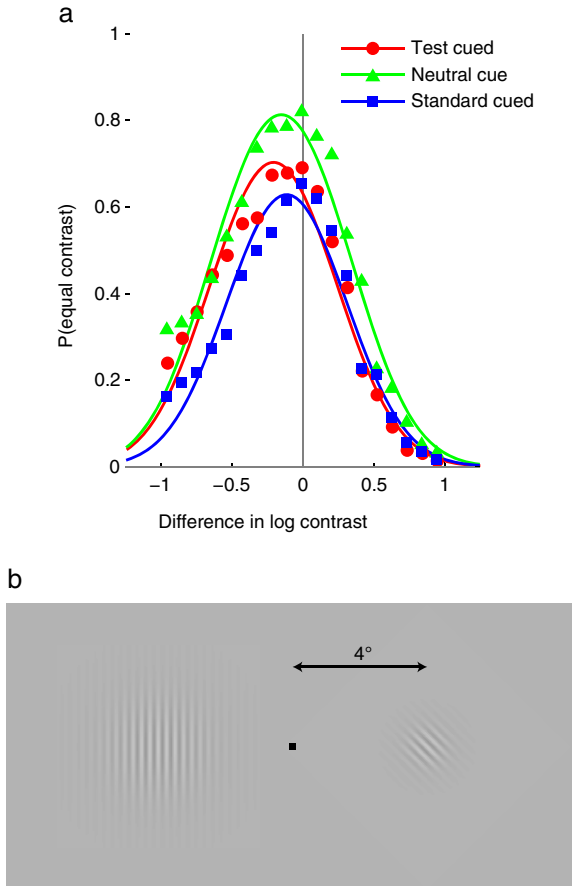 a
1
0.8
0.6
0.4
0.2
0
P(equal contrast)
−1
−0.5
0
0.5
1
Difference in log contrast
Test cued
Neutral cue
Standard cued
b
4°